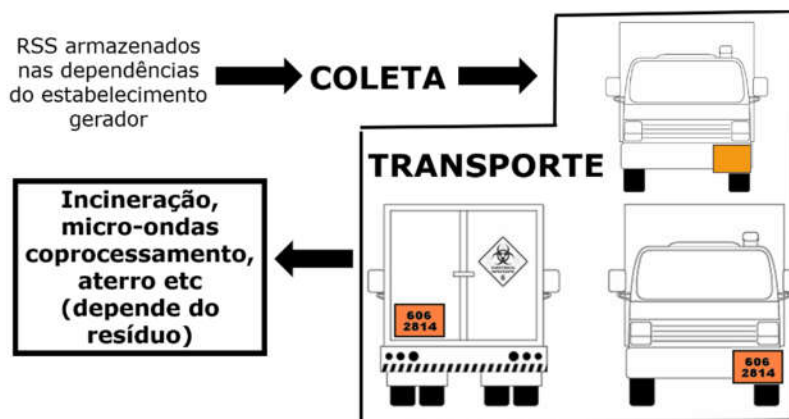 RSS armazenados
nas dependências
do estabelecimento
gerador
COLETA
TRANSPORTE
Incineração,
micro-ondas
coprocessamento,
aterro etc
(depende do
resíduo)
606
2814
6
606
2814